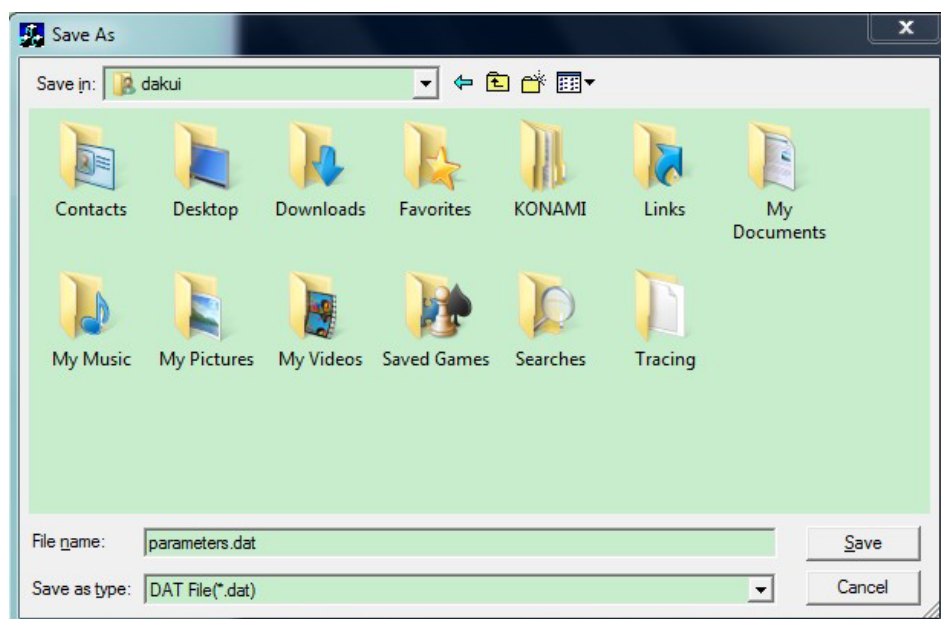 Save As
Save in: dakui
Contacts Desktop Downloads Favorites KONAMI Links My Documents
My Music My Pictures My Videos Saved Games Searches Tracing
File name: parameters.dat Save
Save as type: DAT File(*.dat) Cancel